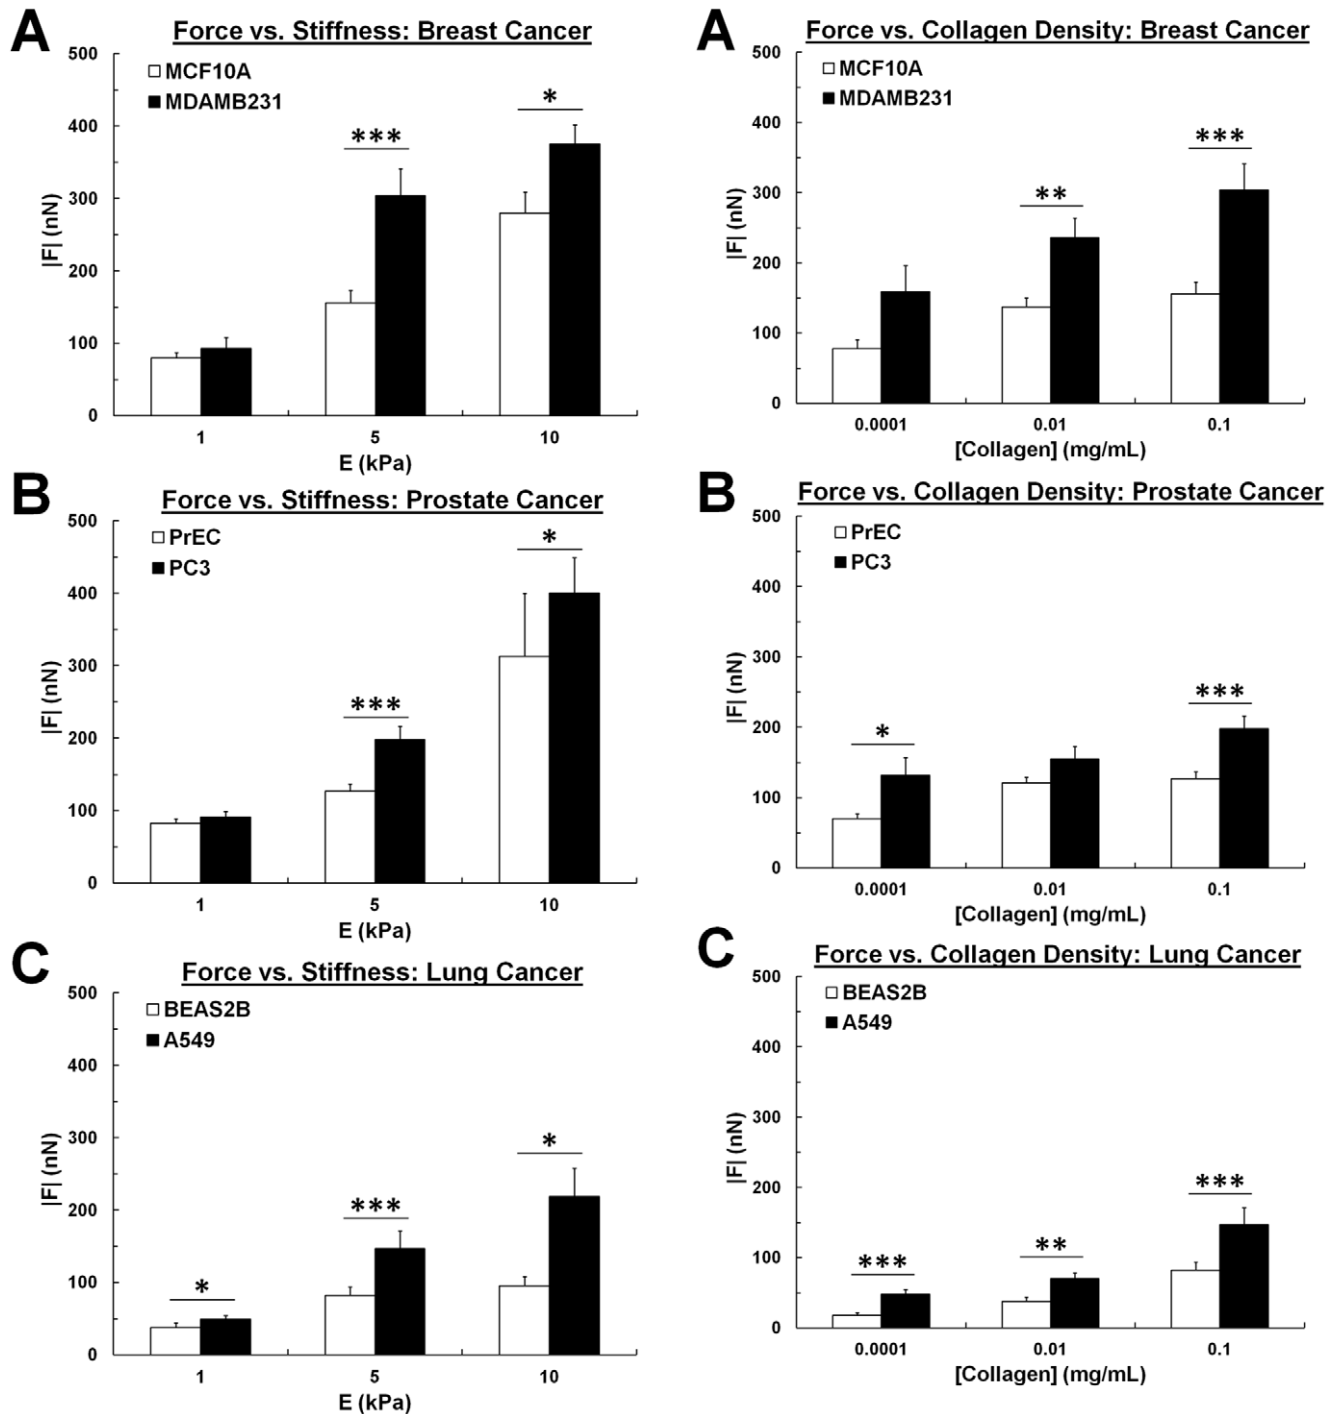 A
Force vs. Stiffness: Breast Cancer
500
400
300
200
100
0
|F| (nN)
MCF10A
MDAMB231
***
*
1
5
10
E (kPa)
B
Force vs. Stiffness: Prostate Cancer
500
400
300
200
100
0
|F| (nN)
PrEC
PC3
***
*
1
5
10
E (kPa)
C
Force vs. Stiffness: Lung Cancer
500
400
300
200
100
0
|F| (nN)
BEAS2B
A549
*
***
*
1
5
10
E (kPa)
A
Force vs. Collagen Density: Breast Cancer
500
400
300
200
100
0
|F| (nN)
MCF10A
MDAMB231
**
***
0.0001
0.01
0.1
[Collagen] (mg/mL)
B
Force vs. Collagen Density: Prostate Cancer
500
400
300
200
100
0
|F| (nN)
PrEC
PC3
*
***
0.0001
0.01
0.1
[Collagen] (mg/mL)
C
Force vs. Collagen Density: Lung Cancer
500
400
300
200
100
0
|F| (nN)
BEAS2B
A549
***
**
***
0.0001
0.01
0.1
[Collagen] (mg/mL)